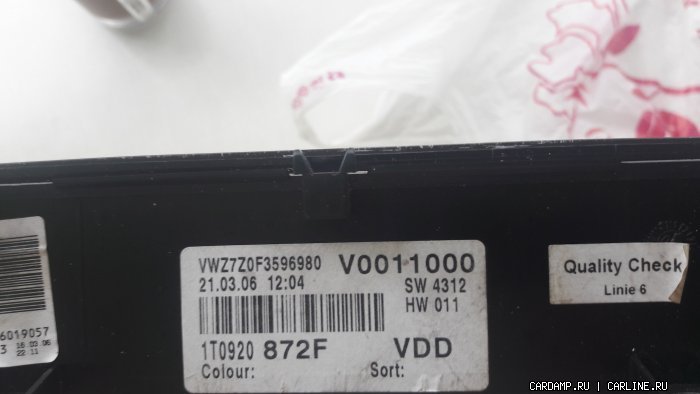 VWZ7Z0F3596980 V0011000
21.03.06 12:04 SW 4312
HW 011
1T0920 872F VDD
Colour: Sort:
Quality Check
Linie 6
6019057
3 16.03.06
22 11
CARDAMP.RU | CARLINE.RU